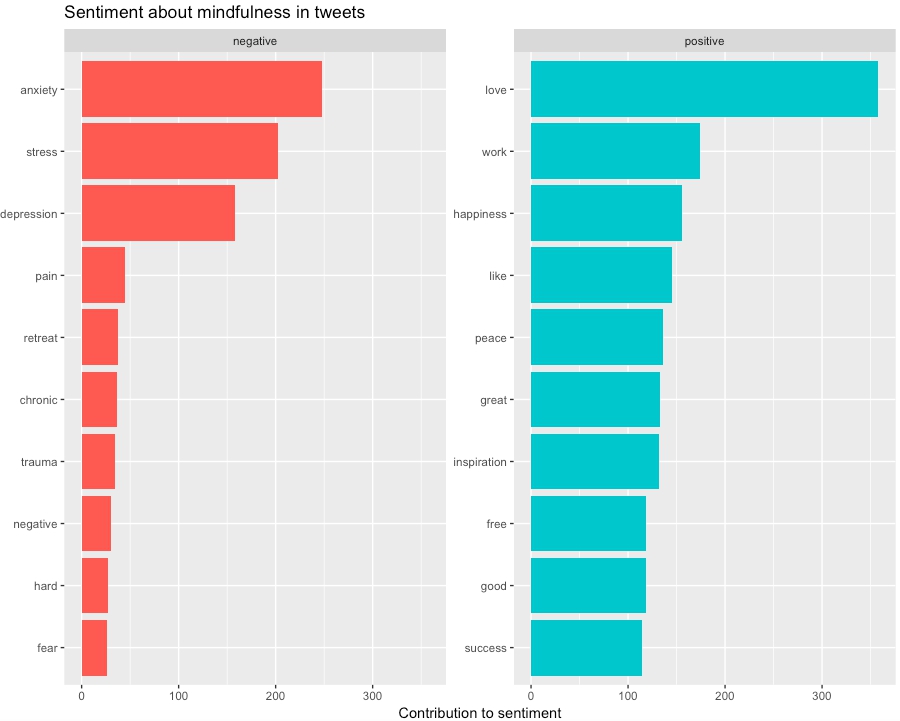 Sentiment about mindfulness in tweets
negative
anxiety
stress
depression
pain
retreat
chronic
trauma
negative
hard
fear
0 100 200 300
positive
love
work
happiness
like
peace
great
inspiration
free
good
success
0 100 200 300
Contribution to sentiment